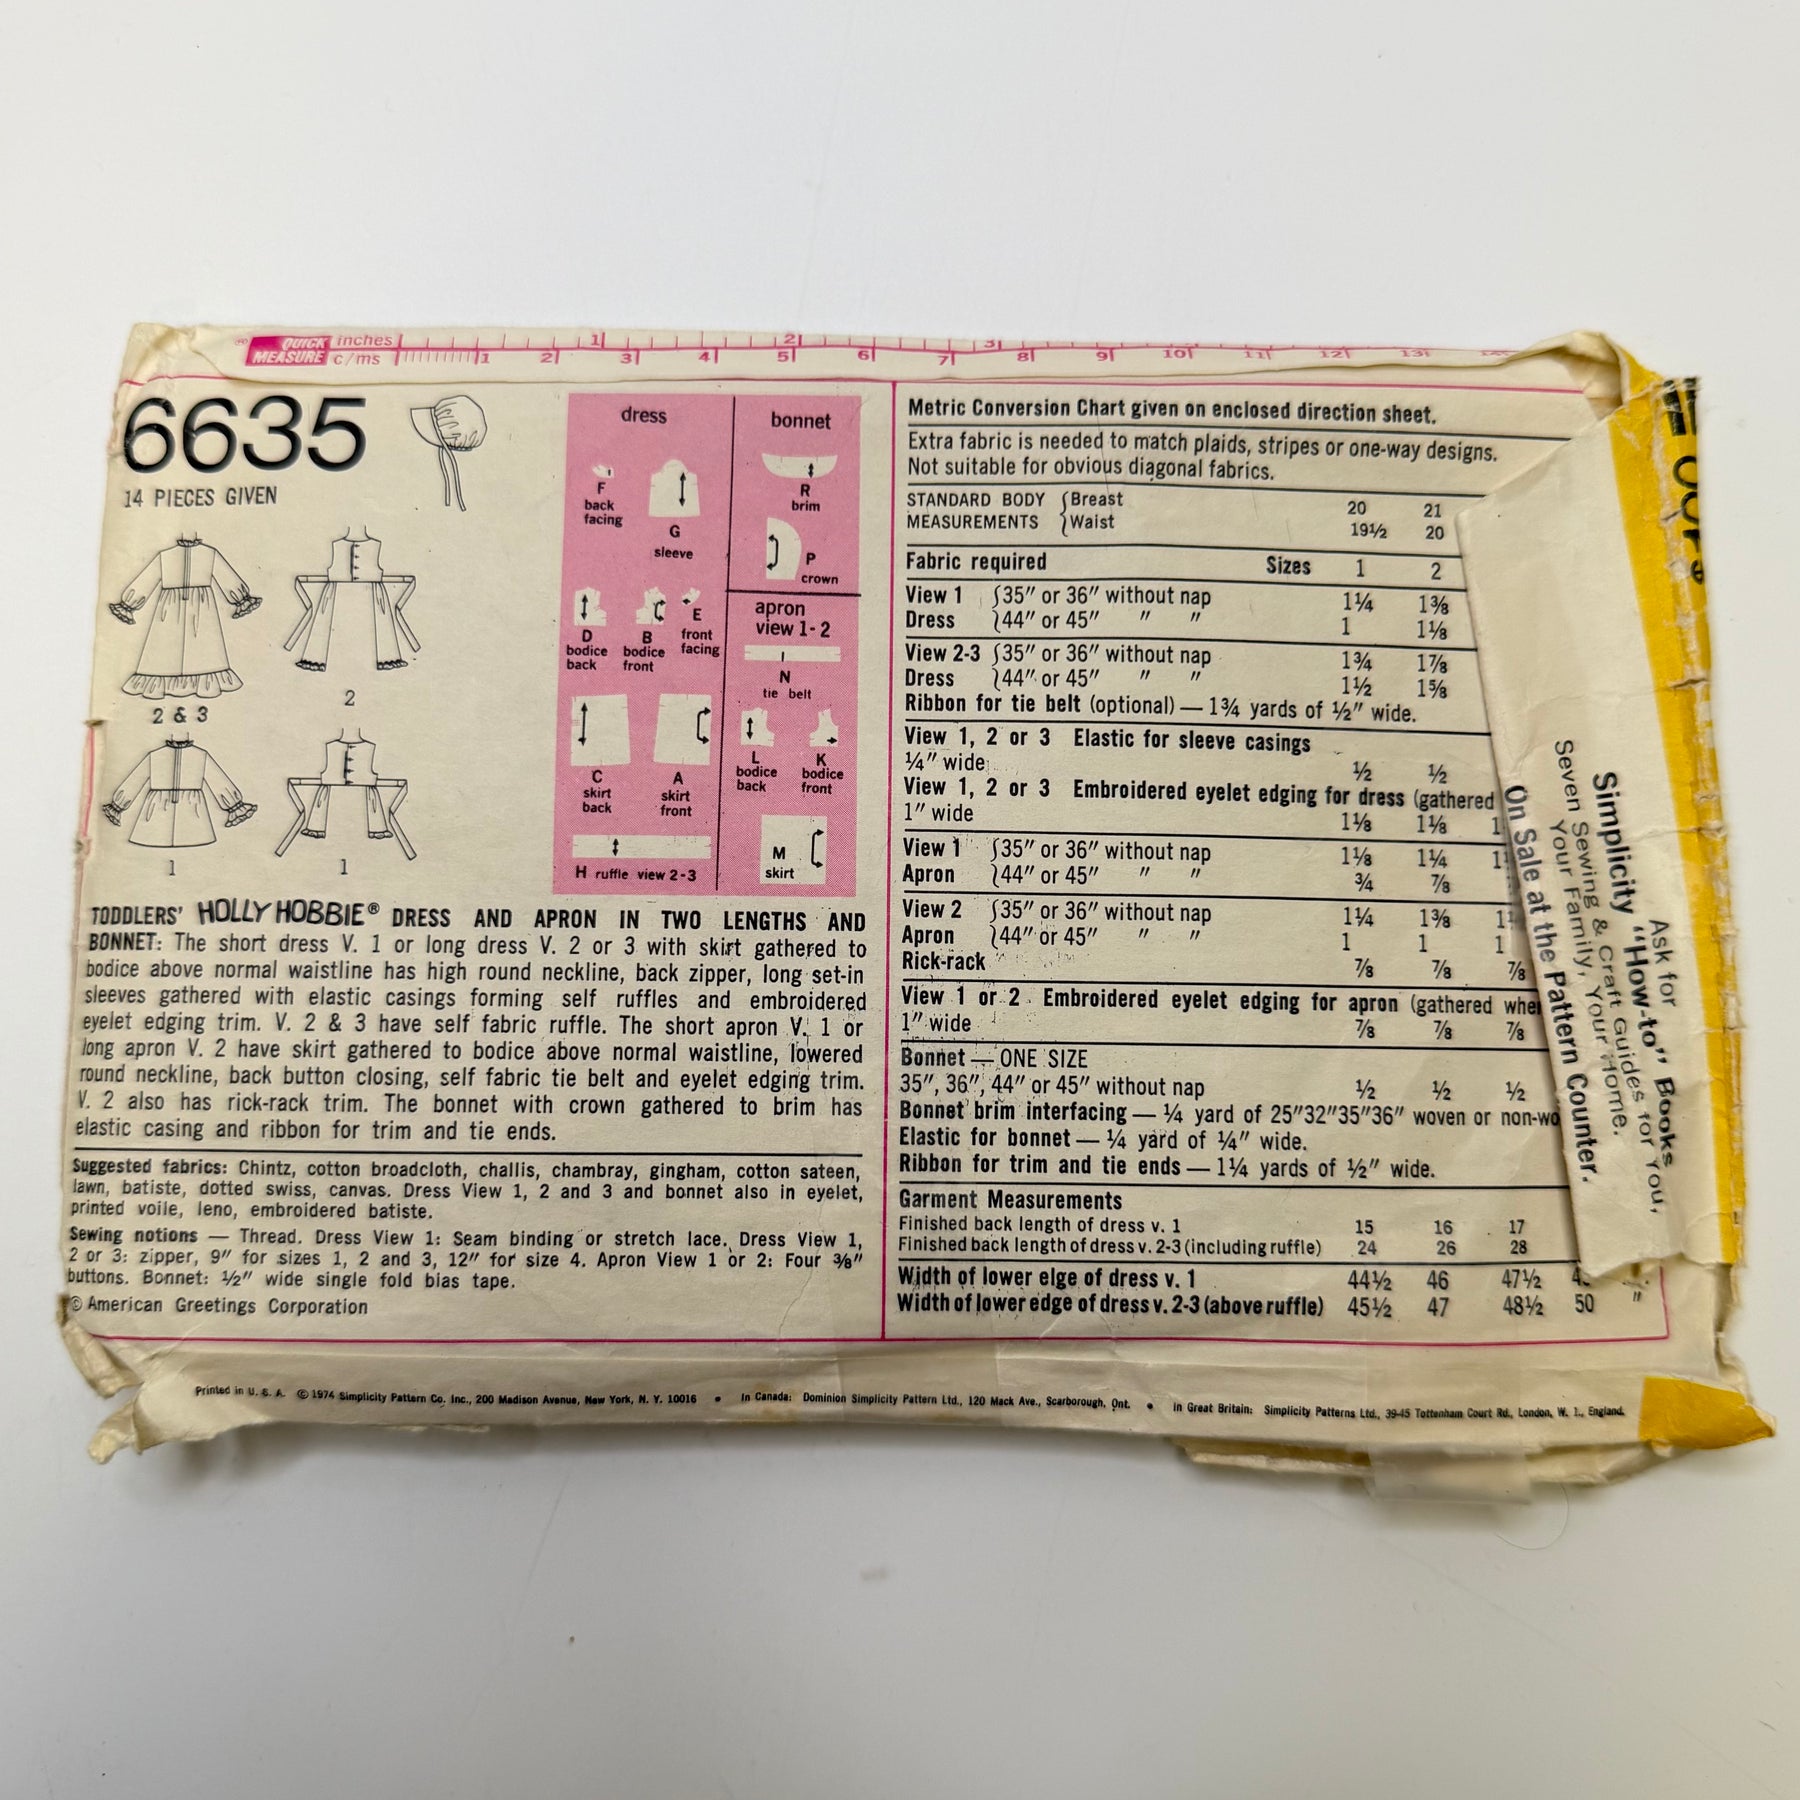 QUICK MEASURE inches 1 2 3
c/ms 1 2 3 4 5 6 7 8 9 10 11 12 13
6635
14 PIECES GIVEN
2 & 3
2
1
1
dress
F
back
facing
G
sleeve
D
bodice
back
B
bodice
front
E
front
facing
C
skirt
back
A
skirt
front
H ruffle view 2-3
bonnet
R
brim
P
crown
apron
view 1-2
N
tie belt
L
bodice
back
K
bodice
front
M
skirt
TODDLERS' HOLLY HOBBIE® DRESS AND APRON IN TWO LENGTHS AND
BONNET: The short dress V. 1 or long dress V. 2 or 3 with skirt gathered to
bodice above normal waistline has high round neckline, back zipper, long set-in
sleeves gathered with elastic casings forming self ruffles and embroidered
eyelet edging trim. V. 2 & 3 have self fabric ruffle. The short apron V. 1 or
long apron V. 2 have skirt gathered to bodice above normal waistline, lowered
round neckline, back button closing, self fabric tie belt and eyelet edging trim.
V. 2 also has rick-rack trim. The bonnet with crown gathered to brim has
elastic casing and ribbon for trim and tie ends.
Suggested fabrics: Chintz, cotton broadcloth, challis, chambray, gingham, cotton sateen,
lawn, batiste, dotted swiss, canvas. Dress View 1, 2 and 3 and bonnet also in eyelet,
printed voile, leno, embroidered batiste.
Sewing notions — Thread. Dress View 1: Seam binding or stretch lace. Dress View 1,
2 or 3: zipper, 9" for sizes 1, 2 and 3, 12" for size 4. Apron View 1 or 2: Four ⅜"
buttons. Bonnet: ½" wide single fold bias tape.
© American Greetings Corporation
Metric Conversion Chart given on enclosed direction sheet.
Extra fabric is needed to match plaids, stripes or one-way designs.
Not suitable for obvious diagonal fabrics.
STANDARD BODY {Breast 20 21
MEASUREMENTS {Waist 19½ 20
Fabric required Sizes 1 2
View 1 {35" or 36" without nap 1¼ 1⅜
Dress {44" or 45" " " 1 1⅛
View 2-3 {35" or 36" without nap 1¾ 1⅞
Dress {44" or 45" " " 1½ 1⅝
Ribbon for tie belt (optional) — 1¾ yards of ½" wide.
View 1, 2 or 3 Elastic for sleeve casings
¼" wide ½ ½
View 1, 2 or 3 Embroidered eyelet edging for dress (gathered
1" wide 1⅛ 1⅛ 1
View 1 {35" or 36" without nap 1⅛ 1¼ 1
Apron {44" or 45" " " ¾ ⅞
View 2 {35" or 36" without nap 1¼ 1⅜ 1
Apron {44" or 45" " " 1 1 1
Rick-rack ⅞ ⅞ ⅞
View 1 or 2 Embroidered eyelet edging for apron (gathered
1" wide ⅞ ⅞ ⅞
Bonnet — ONE SIZE
35", 36", 44" or 45" without nap ½ ½ ½
Bonnet brim interfacing — ¼ yard of 25"32"35"36" woven or
Elastic for bonnet — ¼ yard of ¼" wide.
Ribbon for trim and tie ends — 1¼ yards of ½" wide.
Garment Measurements
Finished back length of dress v. 1 15 16 17
Finished back length of dress v. 2-3 (including ruffle) 24 26 28
Width of lower elge of dress v. 1 44½ 46 47½
Width of lower edge of dress v. 2-3 (above ruffle) 45½ 47 48½ 50 "
Ask for
Simplicity "How-to" Books
Seven Sewing & Craft Guides for You,
Your Family, Your Home.
On Sale at the Pattern Counter.
Printed in U. S. A. © 1974 Simplicity Pattern Co. Inc., 200 Madison Avenue, New York, N. Y. 10016 • In Canada: Dominion Simplicity Pattern Ltd., 120 Mack Ave., Scarborough, Ont. • In Great Britain: Simplicity Patterns Ltd., 39-45 Tottenham Court Rd., London, W. 1., England.